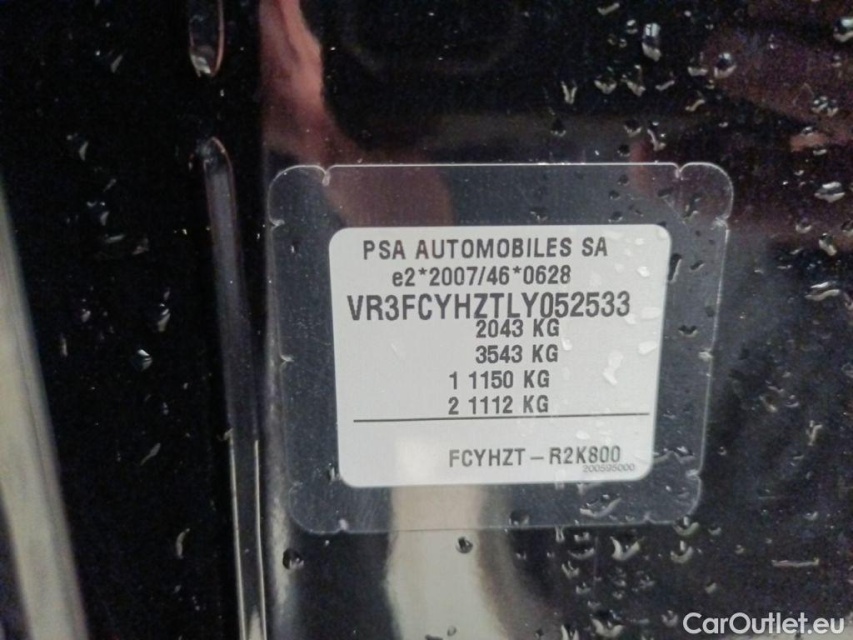 PSA AUTOMOBILES SA
e2*2007/46*0628
VR3FCYHZTLY052533
2043 KG
3543 KG
1 1150 KG
2 1112 KG
FCYHZT-R2K800
200595000
CarOutlet.eu